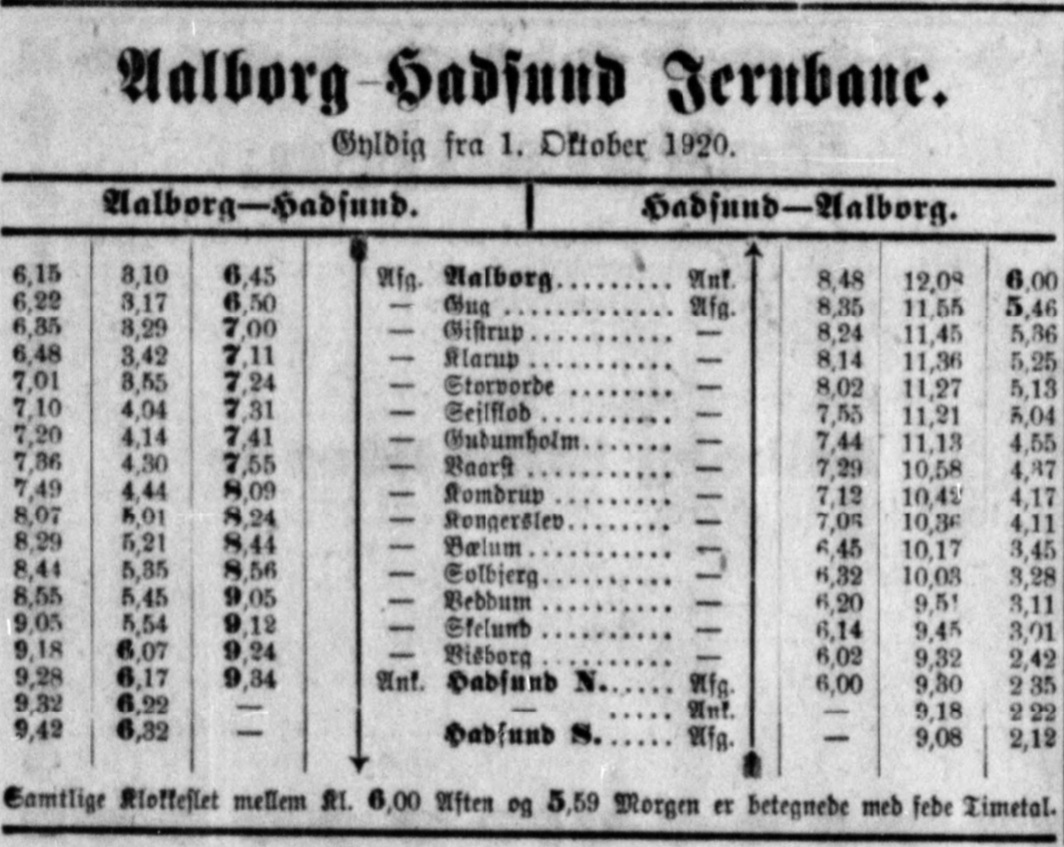 Aalborg-Hadsund Jernbane.
Gyldig fra 1. Oktober 1920.
Aalborg—Hadsund. Hadsund—Aalborg.
6,15 3,10 6,45 Afg. Aalborg......... Ank. 8,48 12,08 6,00
6,22 3,17 6,50 — Gug ............. Afg. 8,35 11,55 5,46
6,35 3,29 7,00 — Gistrup........... — 8,24 11,45 5,36
6,48 3,42 7,11 — Klarup........... — 8,14 11,36 5,25
7,01 3,55 7,24 — Storvorde ........ — 8,02 11,27 5,13
7,10 4,04 7,31 — Sejlflod .......... — 7,55 11,21 5,04
7,20 4,14 7,41 — Gudumholm....... — 7,44 11,13 4,55
7,36 4,30 7,55 — Vaarst ........... — 7,29 10,58 4,37
7,49 4,44 8,09 — Komdrup ......... — 7,12 10,42 4,17
8,07 5,01 8,24 — Kongerslev........ — 10,36 4,11
8,29 5,21 8,44 — Bælum........... — 6,45 10,17 3,45
8,44 5,35 8,56 — Solbjerg.......... — 6,32 10,03 3,28
8,55 5,45 9,05 — Veddum .......... — 6,20 9,51 3,11
9,05 5,54 9,12 — Skelund .......... — 6,14 9,45 3,01
9,18 6,07 9,24 — Visborg .......... — 6,02 9,32 2,42
9,28 6,17 9,34 Ank. Hadsund N....... Afg. 6,00 9,30 2 35
9,32 6,22 — — ..... Ank. — 9,18 2 22
9,42 6,32 — Hadsund S....... Afg. — 9,08 2,12
Samtlige Klokkeslet mellem Kl. 6,00 Aften og 5,59 Morgen er betegnede med fede Timetal.